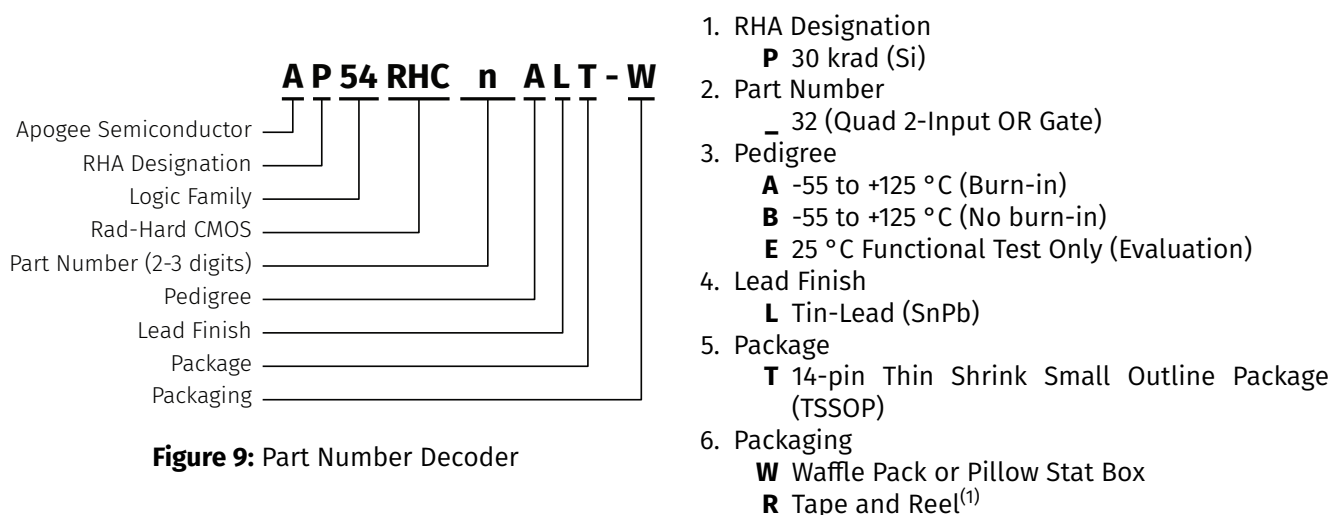 A P 54 RHC n A L T - W
Apogee Semiconductor
RHA Designation
Logic Family
Rad-Hard CMOS
Part Number (2-3 digits)
Pedigree
Lead Finish
Package
Packaging
Figure 9: Part Number Decoder
1. RHA Designation
P 30 krad (Si)
2. Part Number
_ 32 (Quad 2-Input OR Gate)
3. Pedigree
A -55 to +125 °C (Burn-in)
B -55 to +125 °C (No burn-in)
E 25 °C Functional Test Only (Evaluation)
4. Lead Finish
L Tin-Lead (SnPb)
5. Package
T 14-pin Thin Shrink Small Outline Package
(TSSOP)
6. Packaging
W Waffle Pack or Pillow Stat Box
R Tape and Reel(1)